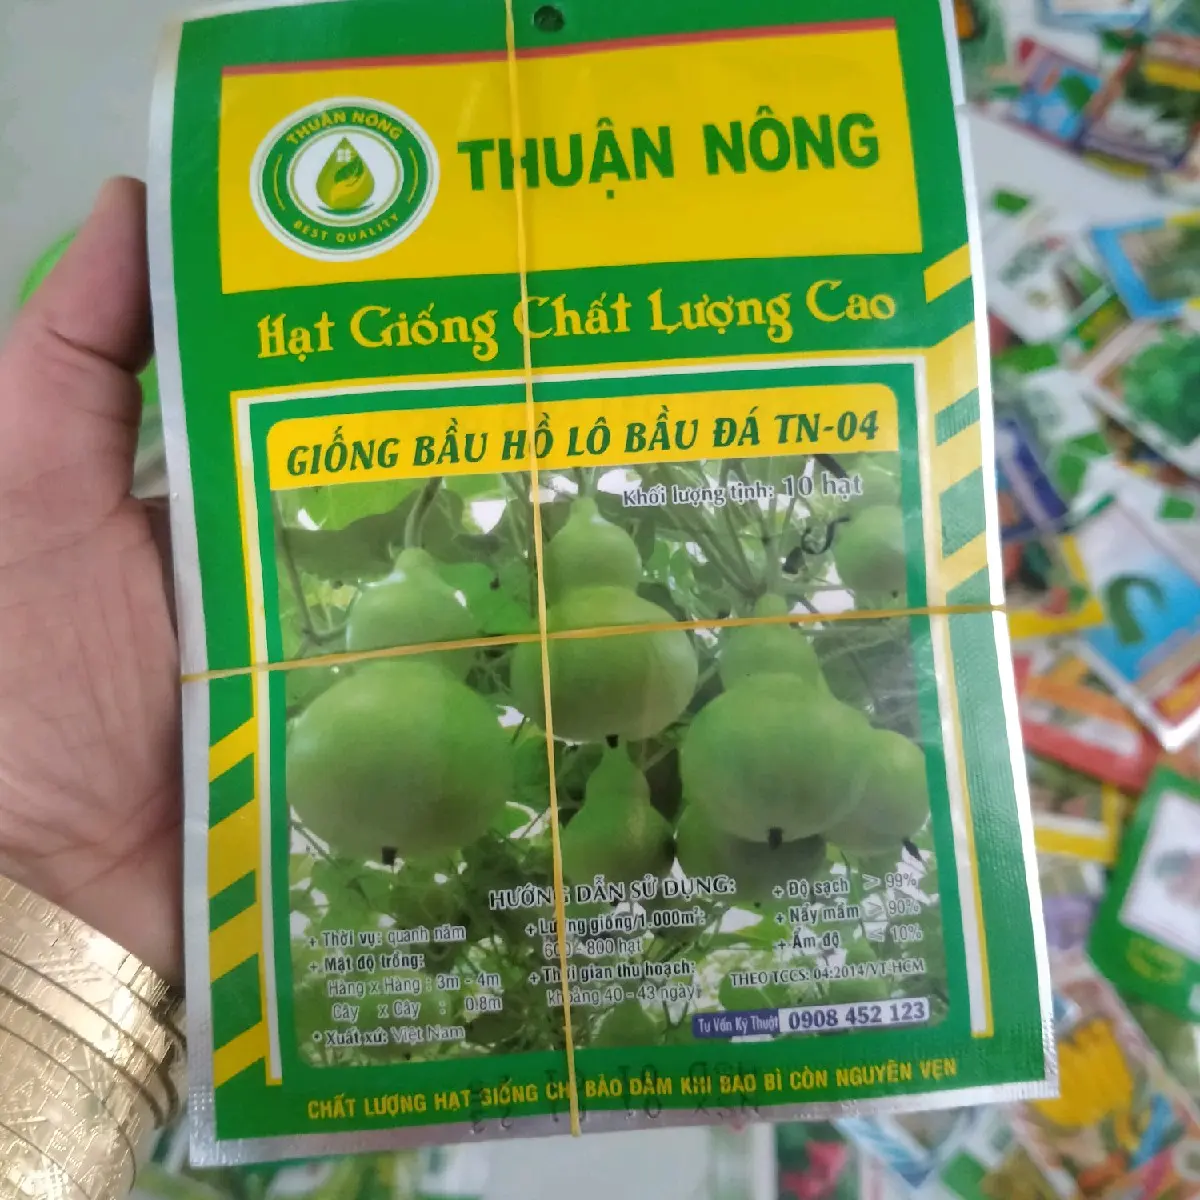 THUẬN NÔNG
BEST QUALITY
THUẬN NÔNG
Hạt Giống Chất Lượng Cao
GIỐNG BẦU HỒ LÔ BẦU ĐÁ TN-04
Khối lượng tịnh: 10 hạt
HƯỚNG DẪN SỬ DỤNG:
+ Thời vụ: quanh năm
+ Mật độ trồng:
Hàng x Hàng : 3m - 4m
Cây x Cây : 0.8m
* Xuất xứ: Việt Nam
+ Lượng giống/1.000m²:
600 - 800 hạt
+ Thời gian thu hoạch:
Khoảng 40 - 43 ngày
+ Độ sạch ≥ 99%
+ Nẩy mầm ≥ 90%
+ Ẩm độ ≤ 10%
THEO TCCS: 04:2014/VT-HCM
Tư Vấn Kỹ Thuật 0908 452 123
CHẤT LƯỢNG HẠT GIỐNG CHỈ BẢO ĐẢM KHI BAO BÌ CÒN NGUYÊN VẸN